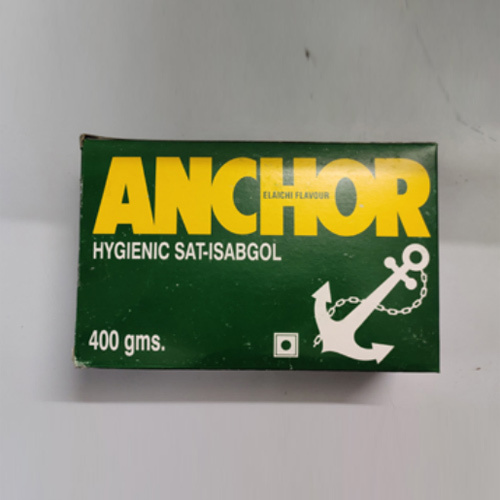 ANCHOR
ELAICHI FLAVOUR
HYGIENIC SAT-ISABGOL
400 gms.